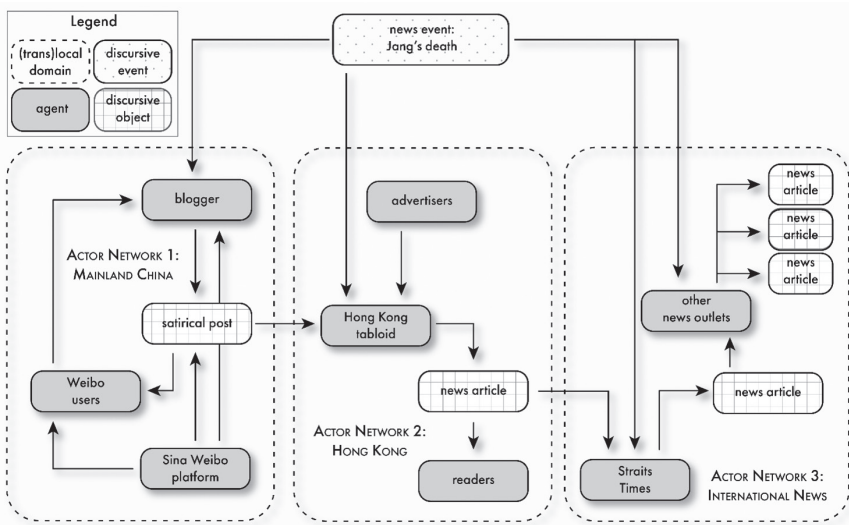 Legend
(trans)local
domain
discursive
event
agent
discursive
object
news event:
Jang's death
blogger
ACTOR NETWORK 1:
MAINLAND CHINA
satirical post
Weibo
users
Sina Weibo
platform
advertisers
Hong Kong
tabloid
news article
ACTOR NETWORK 2:
HONG KONG
readers
news
article
news
article
news
article
other
news outlets
news article
Straits
Times
ACTOR NETWORK 3:
INTERNATIONAL NEWS